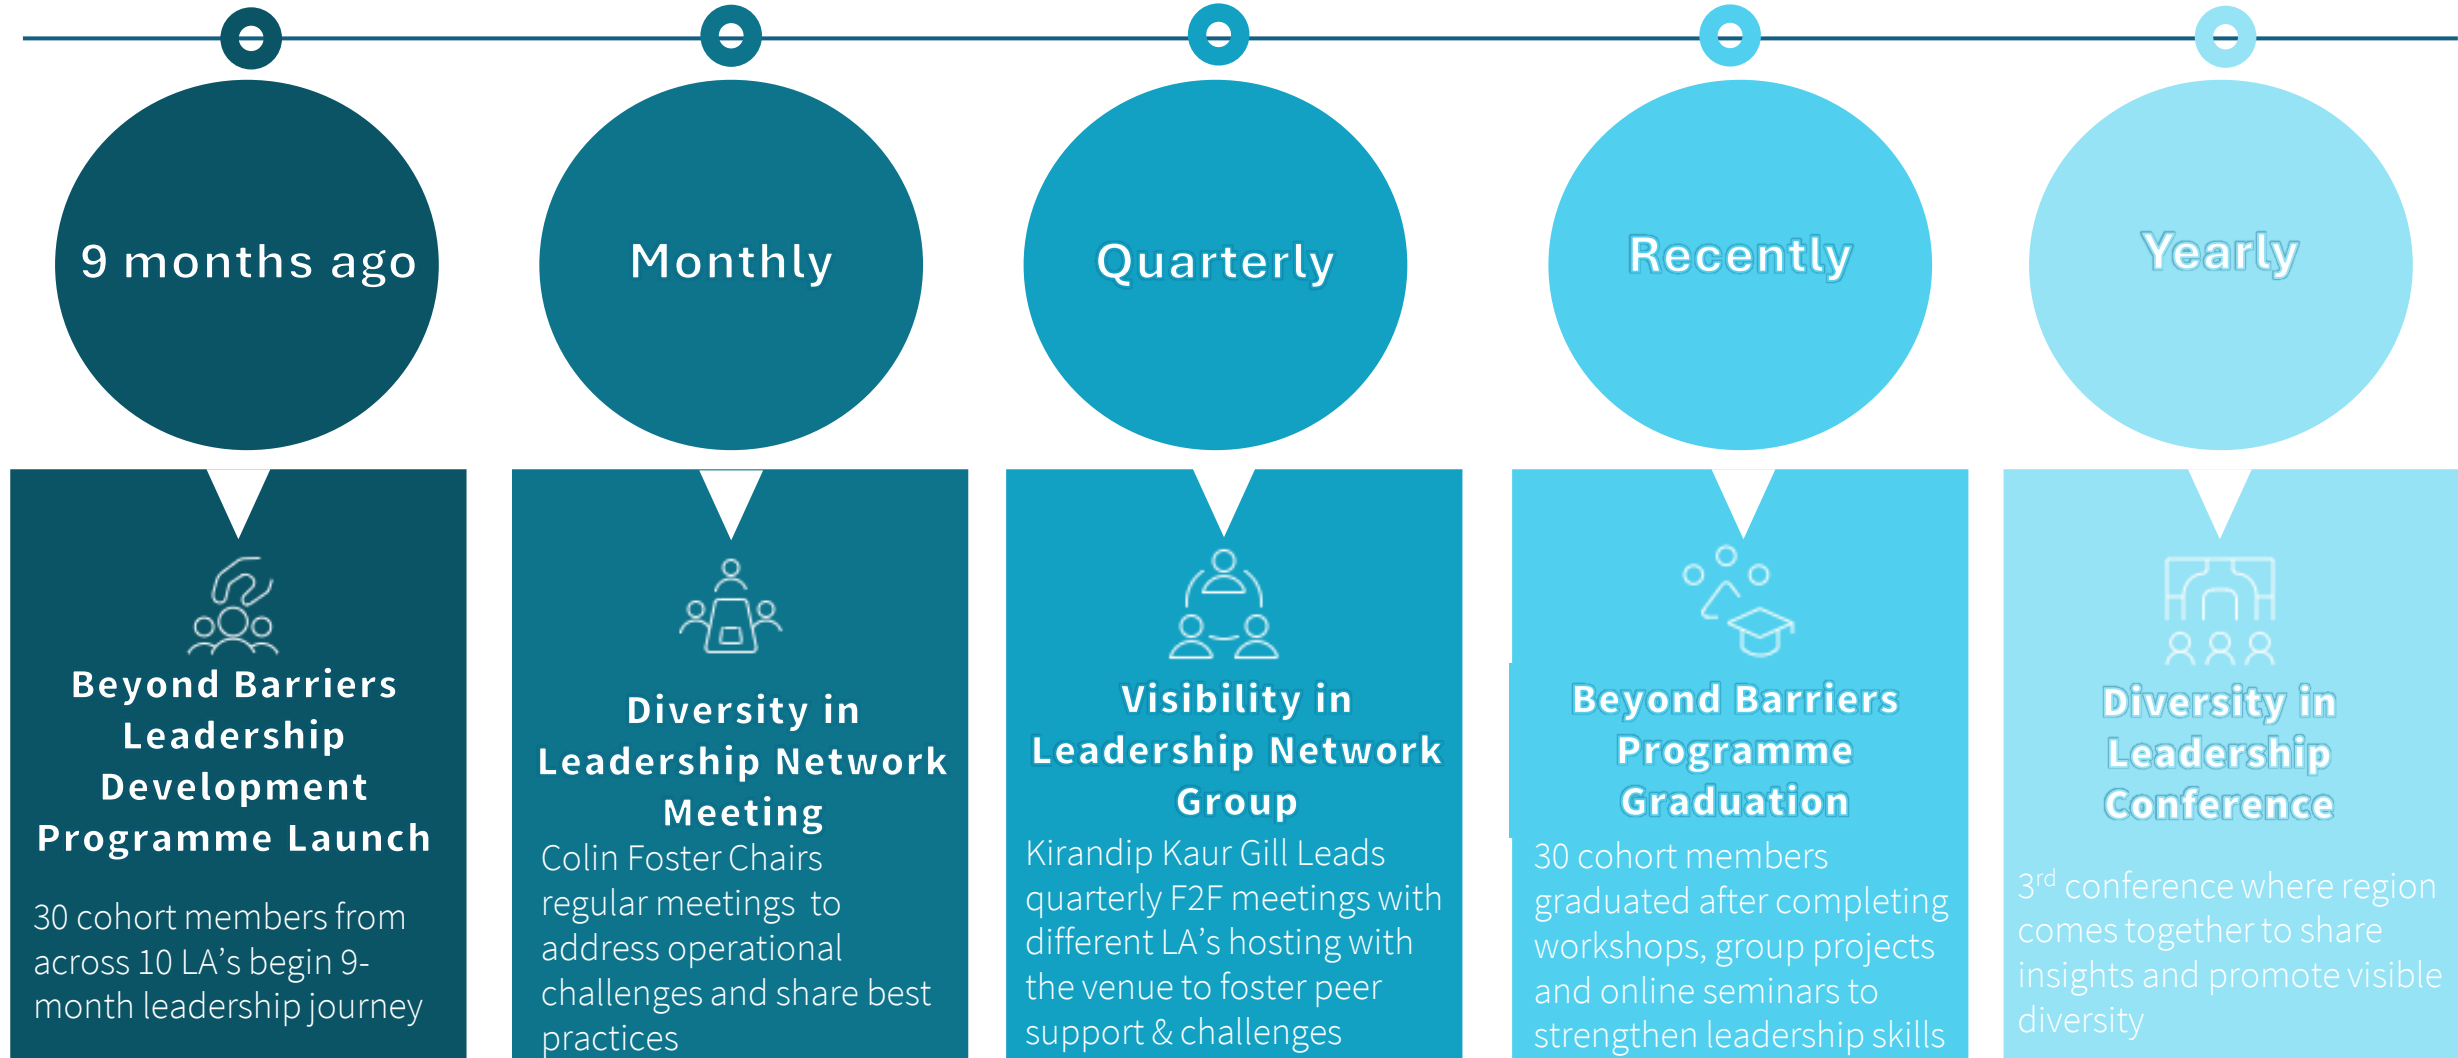 9 months ago
Monthly
Quarterly
Recently
Yearly
Beyond Barriers
Leadership
Development
Programme Launch
30 cohort members from
across 10 LA’s begin 9-
month leadership journey
Diversity in
Leadership Network
Meeting
Colin Foster Chairs
regular meetings to
address operational
challenges and share best
practices
Visibility in
Leadership Network
Group
Kirandip Kaur Gill Leads
quarterly F2F meetings with
different LA’s hosting with
the venue to foster peer
support & challenges
Beyond Barriers
Programme
Graduation
30 cohort members
graduated after completing
workshops, group projects
and online seminars to
strengthen leadership skills
Diversity in
Leadership
Conference
3rd conference where region
comes together to share
insights and promote visible
diversity